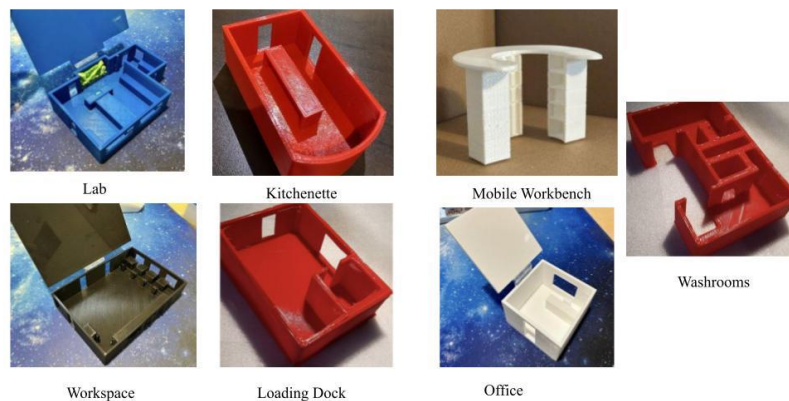 Lab
Kitchenette
Mobile Workbench
Washrooms
Workspace
Loading Dock
Office